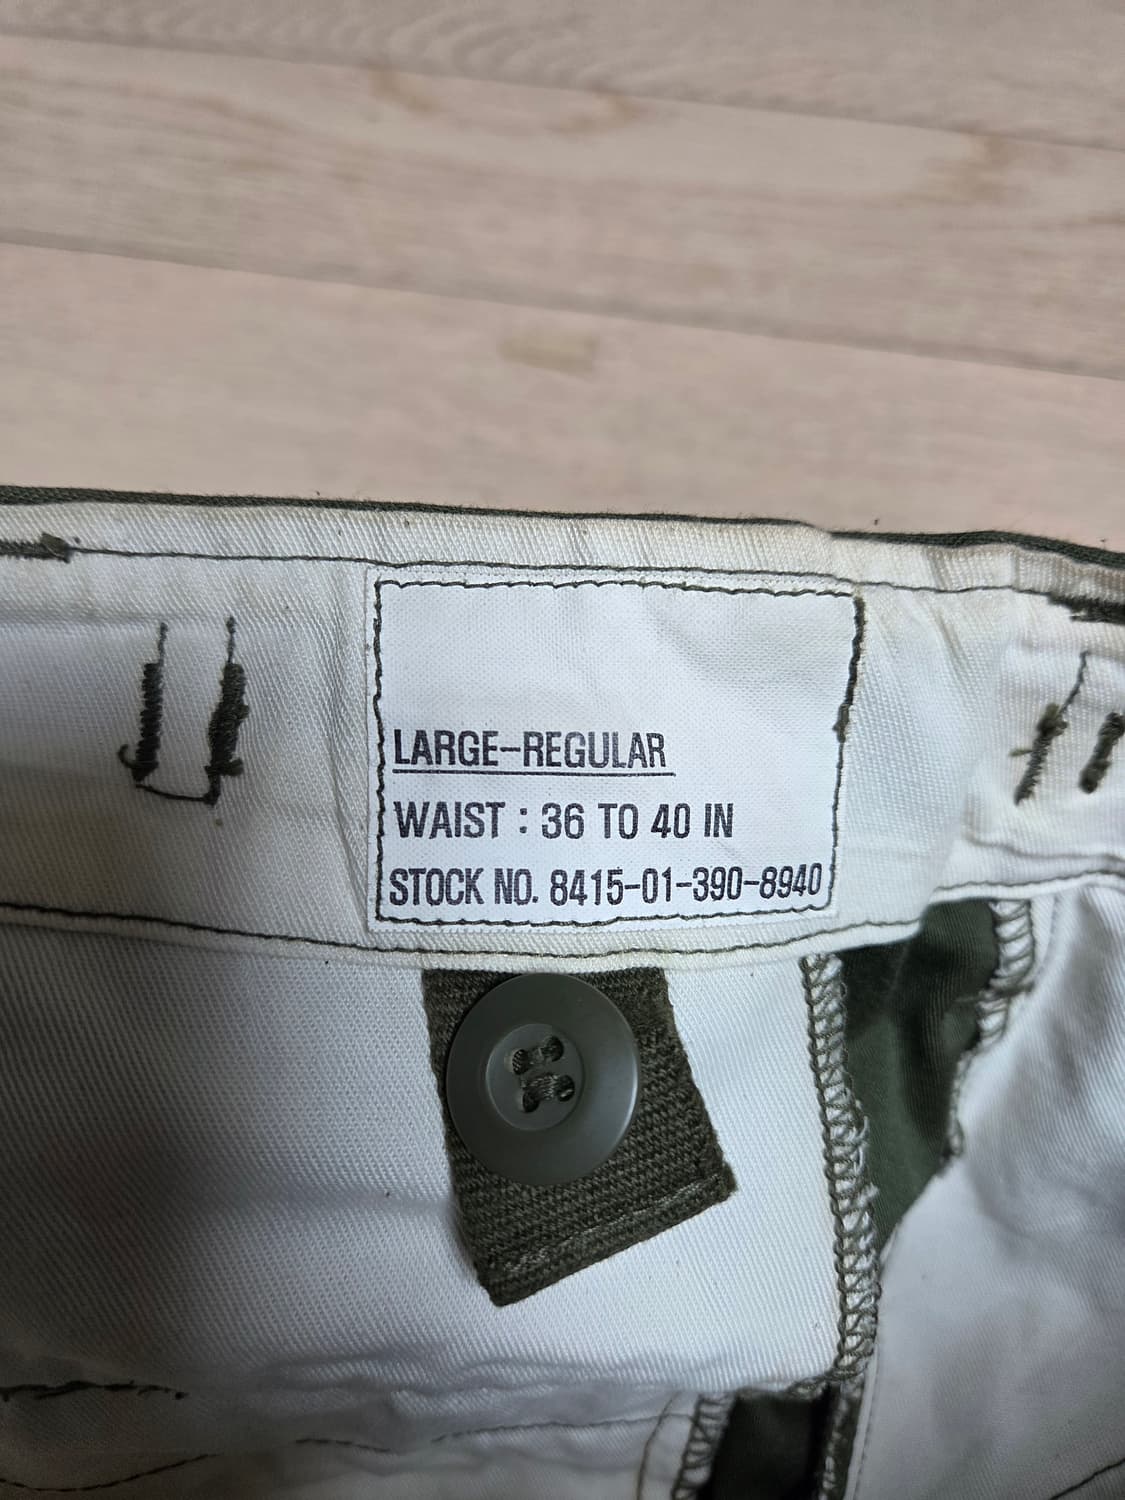 LARGE-REGULAR
WAIST : 36 TO 40 IN
STOCK NO. 8415-01-390-8940